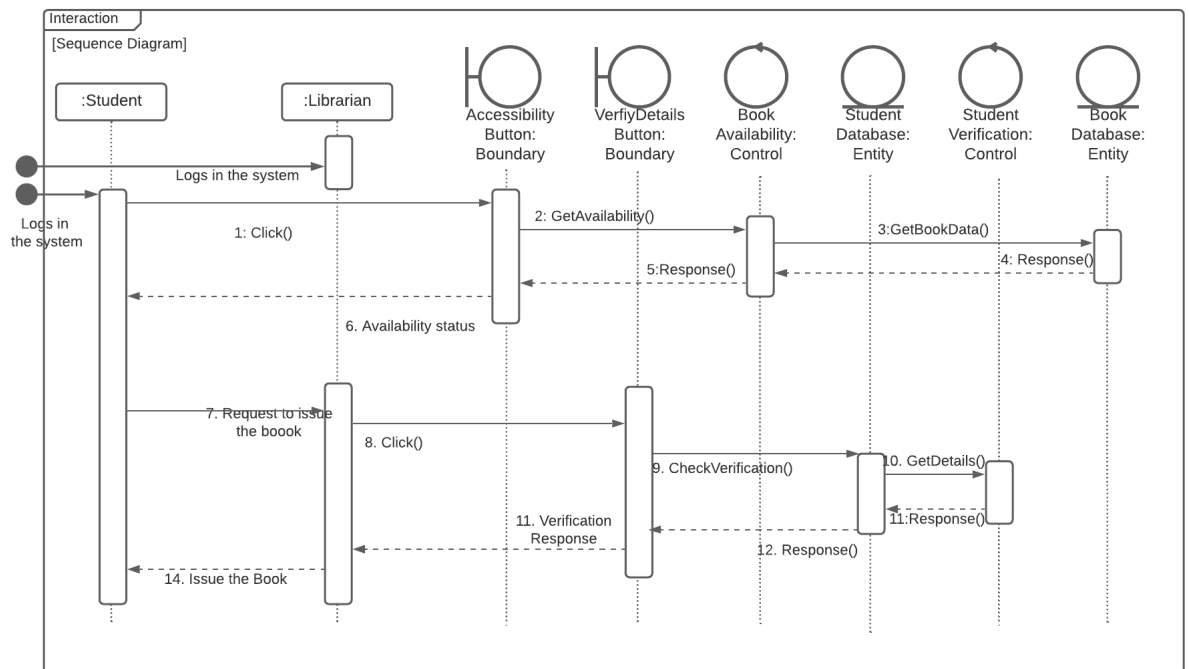 Interaction
[Sequence Diagram]
:Student
:Librarian
Accessibility
Button:
Boundary
VerfiyDetails
Button:
Boundary
Book
Availability:
Control
Student
Database:
Entity
Student
Verification:
Control
Book
Database:
Entity
Logs in the system
Logs in
the system
1: Click()
2: GetAvailability()
3:GetBookData()
4: Response()
5:Response()
6. Availability status
7. Request to issue
the boook
8. Click()
9. CheckVerification()
10. GetDetails()
11:Response()
11. Verification
Response
12. Response()
14. Issue the Book